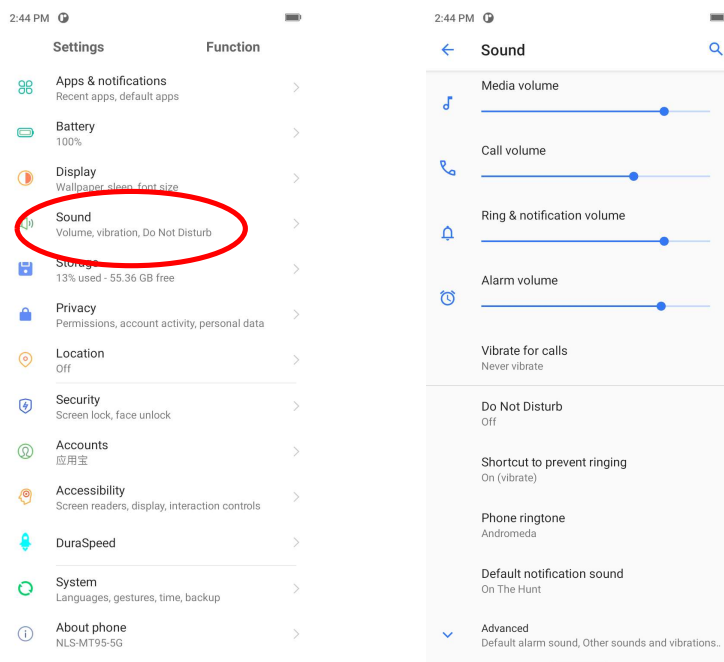 2:44 PM
Settings Function
Apps & notifications
Recent apps, default apps
Battery
100%
Display
Wallpaper, sleep, font size
Sound
Volume, vibration, Do Not Disturb
Storage
13% used - 55.36 GB free
Privacy
Permissions, account activity, personal data
Location
Off
Security
Screen lock, face unlock
Accounts
应用宝
Accessibility
Screen readers, display, interaction controls
DuraSpeed
System
Languages, gestures, time, backup
About phone
NLS-MT95-5G
2:44 PM
Sound
Media volume
Call volume
Ring & notification volume
Alarm volume
Vibrate for calls
Never vibrate
Do Not Disturb
Off
Shortcut to prevent ringing
On (vibrate)
Phone ringtone
Andromeda
Default notification sound
On The Hunt
Advanced
Default alarm sound, Other sounds and vibrations..